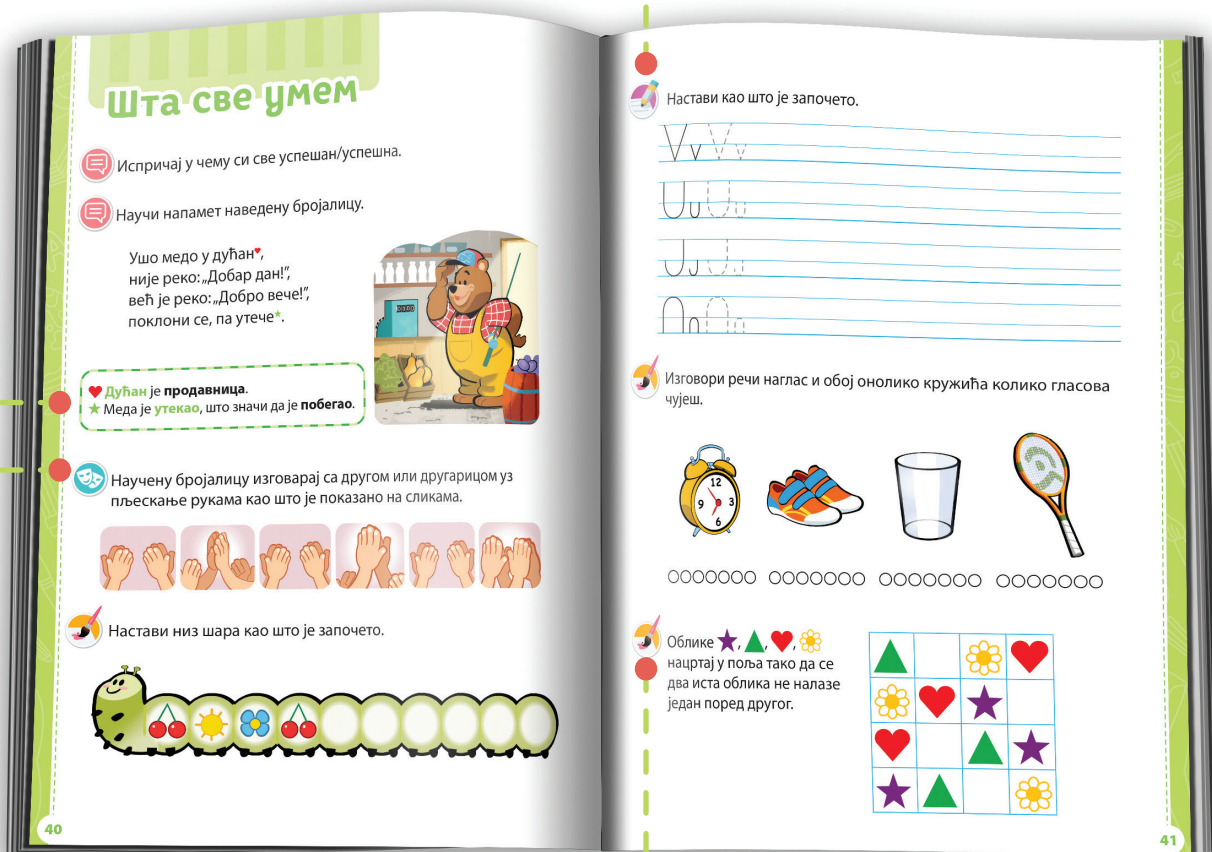 Шта све умем
Испричај у чему си све успешан/успешна.
Научи напамет наведену бројалицу.
Ушо медо у дућан♥,
није реко: „Добар дан!”,
већ је реко: „Добро вече!”,
поклони се, па утече★.
♥ Дућан је продавница.
★ Меда је утекао, што значи да је побегао.
Научену бројалицу изговарај са другом или другарицом уз
пљескање рукама као што је показано на сликама.
Настави низ шара као што је започето.
40
Настави као што је започето.
V v V v
U u U u
Ј Ј Ј Ј
∩ ∩ ∩ ∩
Изговори речи наглас и обој онолико кружића колико гласова
чујеш.
12
9 3
6
Облике ★, ▲, ♥, 🌼
нацртај у поља тако да се
два иста облика не налазе
један поред другог.
41